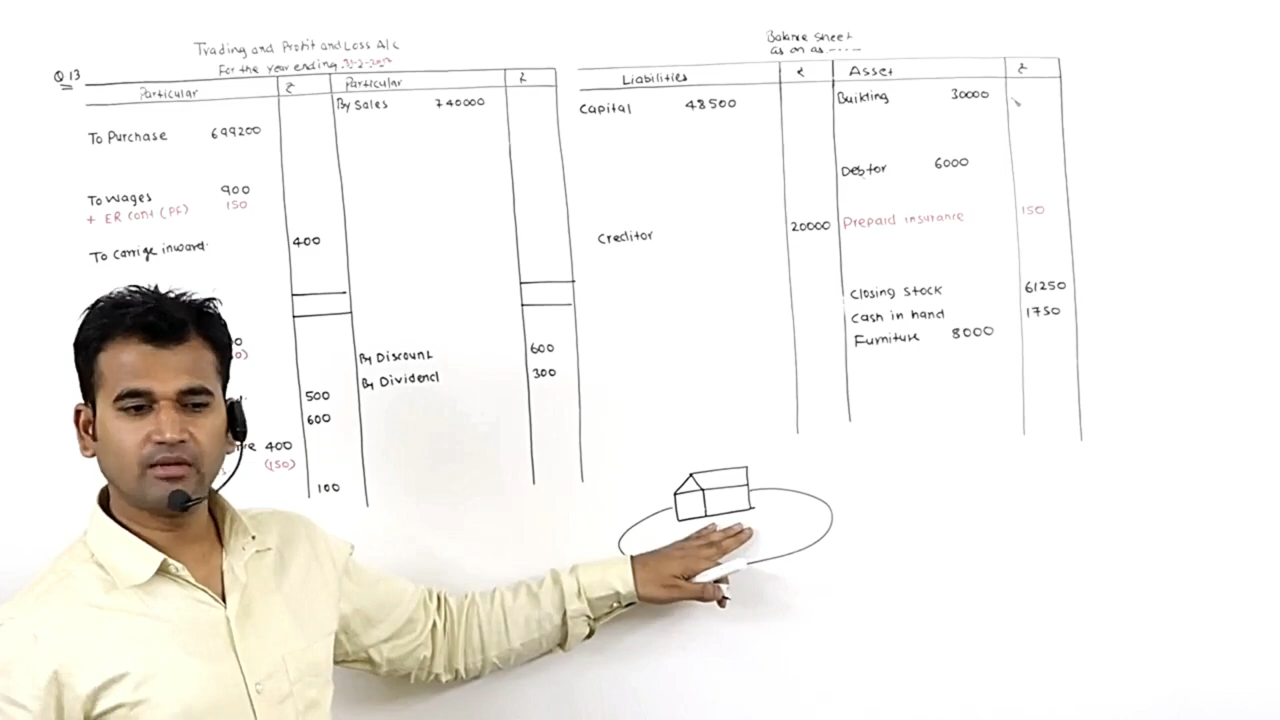 Q 13
Trading and Profit and Loss A/c
For the year ending
Particular ₹ Particular ₹
By Sales 740000
To Purchase 699200
To wages 900
+ ER cont (PF) 150
To carrige inward 400
By Discount 600
By Dividend 300
500
600
400
(150)
100
Balance Sheet
as on as -----
Liabilities ₹ Asset ₹
Capital 48500
Creditor 20000
Building 30000
Debtor 6000
Prepaid insurance 150
Closing stock 61250
Cash in hand 1750
Furniture 8000